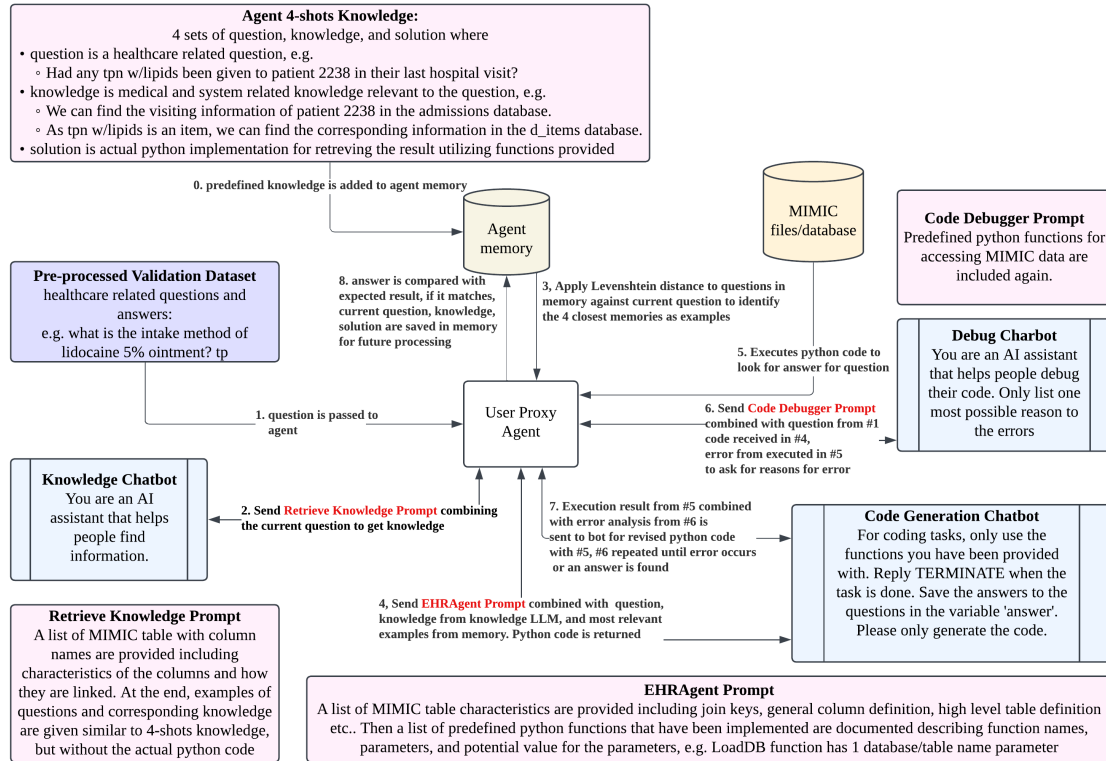 Agent 4-shots Knowledge:
4 sets of question, knowledge, and solution where
• question is a healthcare related question, e.g.
◦ Had any tpn w/lipids been given to patient 2238 in their last hospital visit?
• knowledge is medical and system related knowledge relevant to the question, e.g.
◦ We can find the visiting information of patient 2238 in the admissions database.
◦ As tpn w/lipids is an item, we can find the corresponding information in the d_items database.
• solution is actual python implementation for retreving the result utilizing functions provided
0. predefined knowledge is added to agent memory
Agent
memory
MIMIC
files/database
Code Debugger Prompt
Predefined python functions for
accessing MIMIC data are
included again.
Pre-processed Validation Dataset
healthcare related questions and
answers:
e.g. what is the intake method of
lidocaine 5% ointment? tp
8. answer is compared with
expected result, if it matches,
current question, knowledge,
solution are saved in memory
for future processing
3, Apply Levenshtein distance to questions in
memory against current question to identify
the 4 closest memories as examples
5. Executes python code to
look for answer for question
Debug Charbot
You are an AI assistant
that helps people debug
their code. Only list one
most possible reason to
the errors
1. question is passed to
agent
User Proxy
Agent
6. Send Code Debugger Prompt
combined with question from #1
code received in #4,
error from executed in #5
to ask for reasons for error
Knowledge Chatbot
You are an AI
assistant that helps
people find
information.
2. Send Retrieve Knowledge Prompt combining
the current question to get knowledge
7. Execution result from #5 combined
with error analysis from #6 is
sent to bot for revised python code
with #5, #6 repeated until error occurs
or an answer is found
Code Generation Chatbot
For coding tasks, only use the
functions you have been provided
with. Reply TERMINATE when the
task is done. Save the answers to the
questions in the variable 'answer'.
Please only generate the code.
4, Send EHRAgent Prompt combined with question,
knowledge from knowledge LLM, and most relevant
examples from memory. Python code is returned
Retrieve Knowledge Prompt
A list of MIMIC table with column
names are provided including
characteristics of the columns and how
they are linked. At the end, examples of
questions and corresponding knowledge
are given similar to 4-shots knowledge,
but without the actual python code
EHRAgent Prompt
A list of MIMIC table characteristics are provided including join keys, general column definition, high level table definition
etc.. Then a list of predefined python functions that have been implemented are documented describing function names,
parameters, and potential value for the parameters, e.g. LoadDB function has 1 database/table name parameter